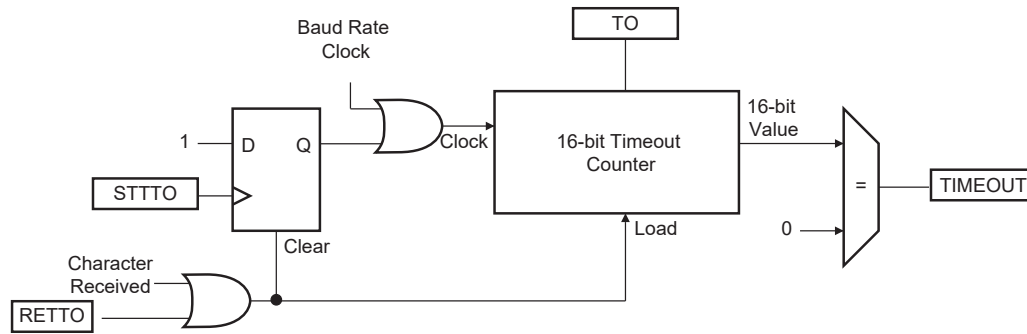 TO
Baud Rate
Clock
16-bit
Value
1
D
Q
Clock
16-bit Timeout
Counter
=
TIMEOUT
STTTO
Clear
Load
0
Character
Received
RETTO